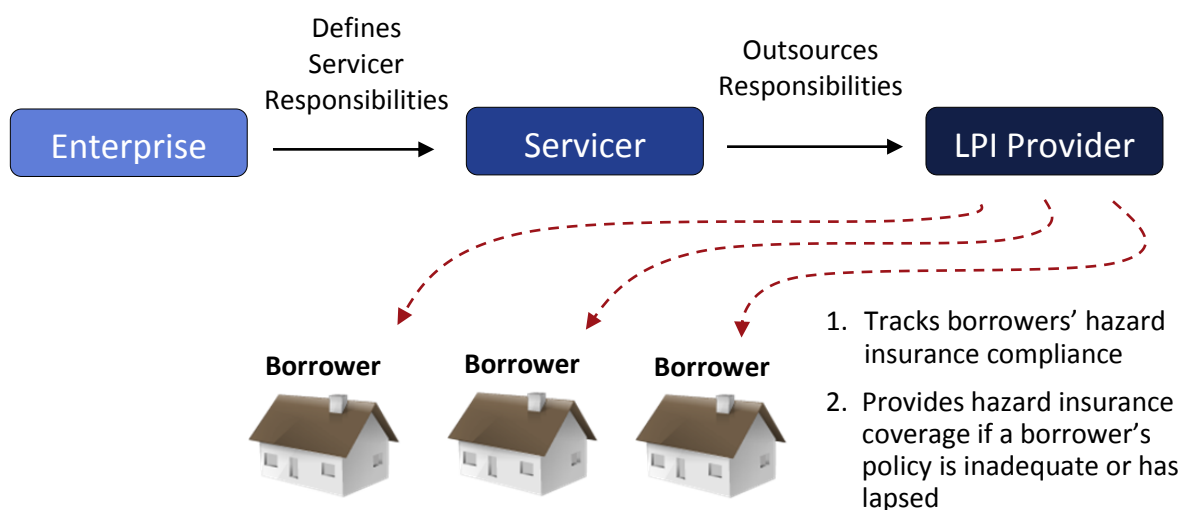 Defines
Servicer
Responsibilities
Outsources
Responsibilities
Enterprise
Servicer
LPI Provider
Borrower
Borrower
Borrower
1. Tracks borrowers’ hazard
insurance compliance
2. Provides hazard insurance
coverage if a borrower’s
policy is inadequate or has
lapsed